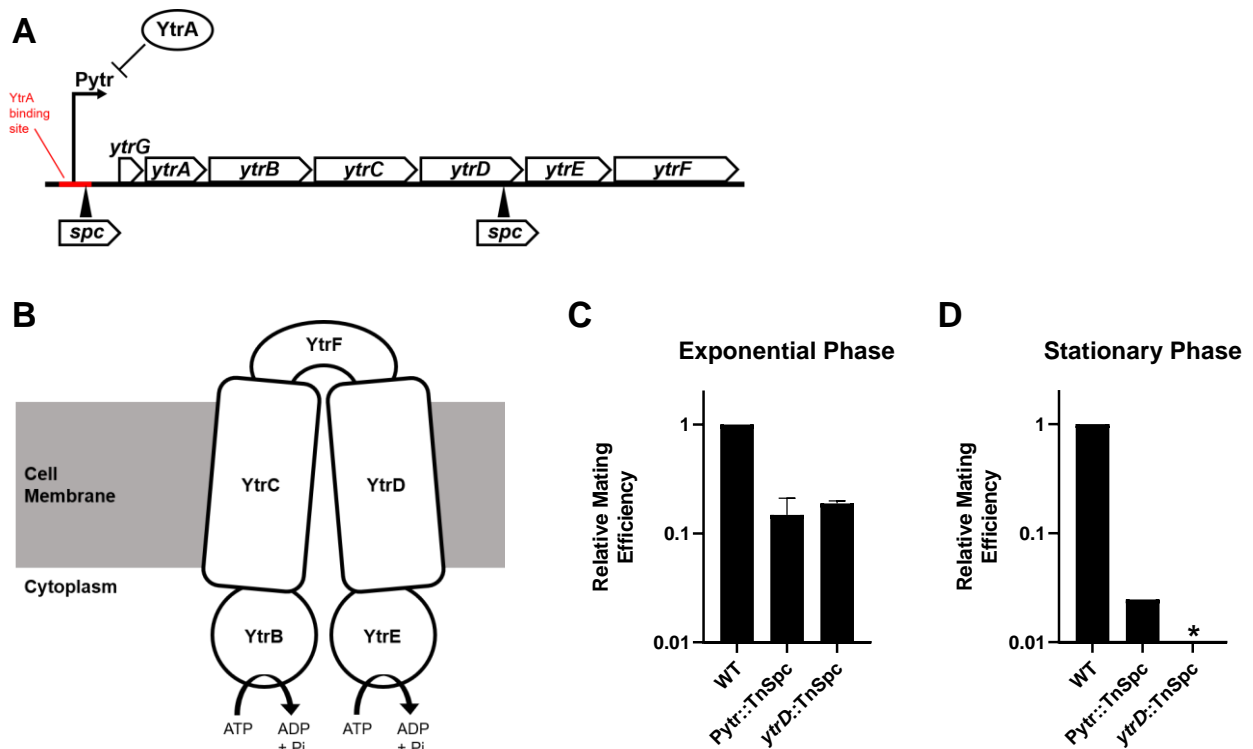 A
YtrA
Pytr
YtrA
binding
site
ytrG
ytrA ytrB ytrC ytrD ytrE ytrF
spc spc
B
YtrF
Cell
Membrane
YtrC YtrD
Cytoplasm
YtrB YtrE
ATP ADP ATP ADP
+ Pi + Pi
C
Exponential Phase
Relative Mating
Efficiency
1
0.1
0.01
WT
Pytr::TnSpc
ytrD::TnSpc
D
Stationary Phase
Relative Mating
Efficiency
1
0.1
0.01
*
WT
Pytr::TnSpc
ytrD::TnSpc